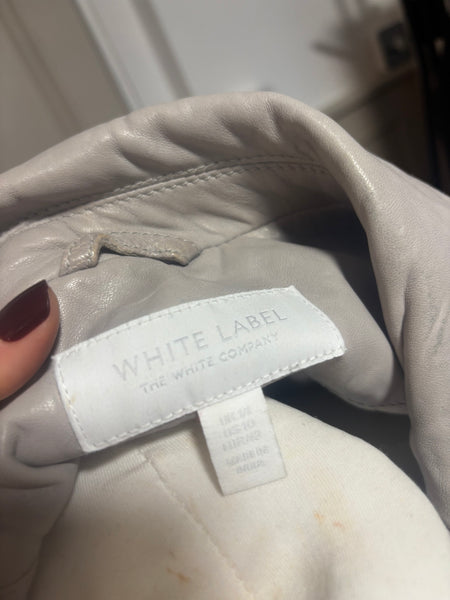 WHITE LABEL
THE WHITE COMPANY
UK 14
US 10
EUR 42
MADE IN
INDIA